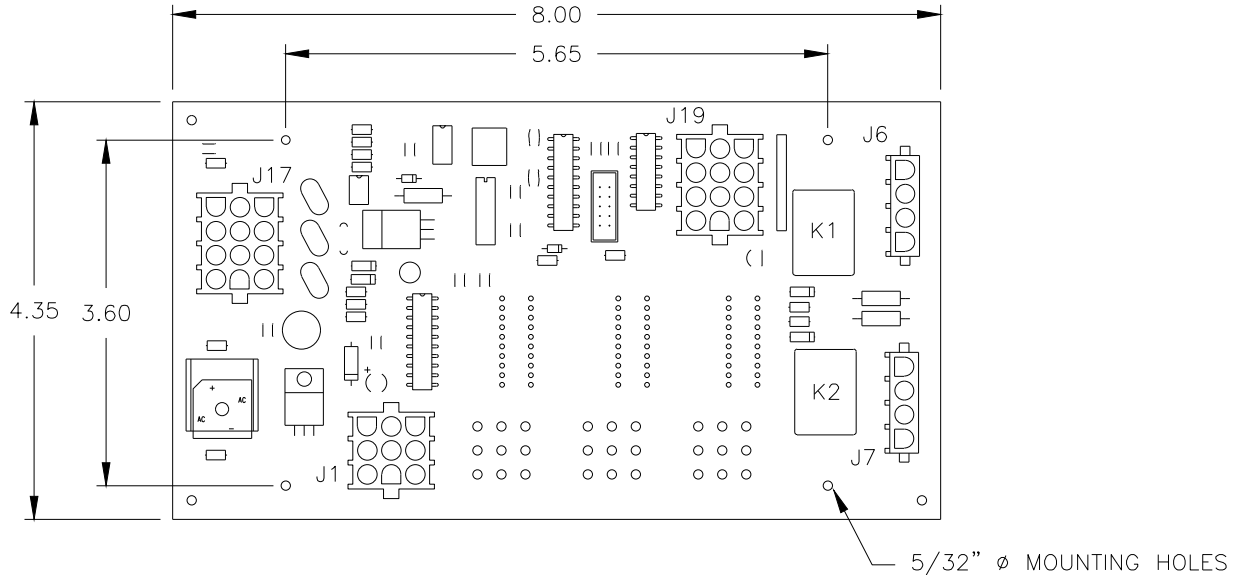 8.00
5.65
J19
J6
J17
K1
4.35
3.60
+
AC
AC
-
+
K2
J1
J7
5/32" ø MOUNTING HOLES